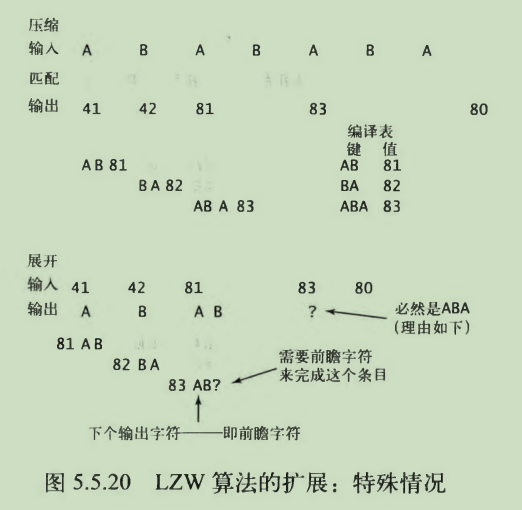 压缩
输入 A B A B A B A
匹配
输出 41 42 81 83 80
编译表
键 值
A B 81 AB 81
B A 82 BA 82
AB A 83 ABA 83
展开
输入 41 42 81 83 80
输出 A B A B ? 必然是ABA
(理由如下)
81 A B
82 B A 需要前瞻字符
83 AB? 来完成这个条目
下个输出字符——即前瞻字符
图 5.5.20 LZW 算法的扩展：特殊情况